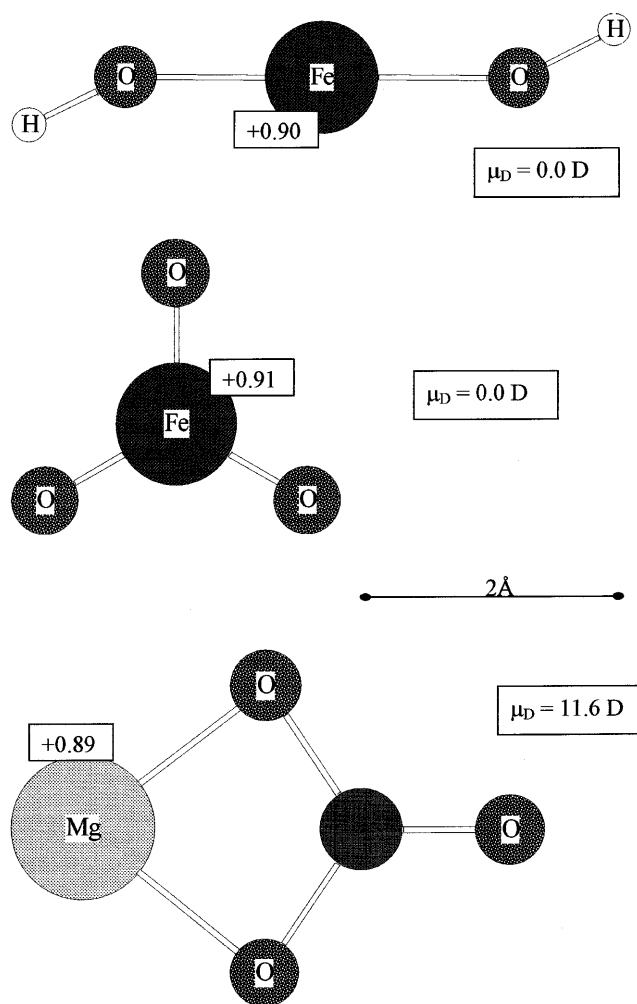 H
O Fe O
H
+0.90
μD = 0.0 D
O
+0.91
μD = 0.0 D
Fe
O O
2Å
O
μD = 11.6 D
+0.89
Mg O
O